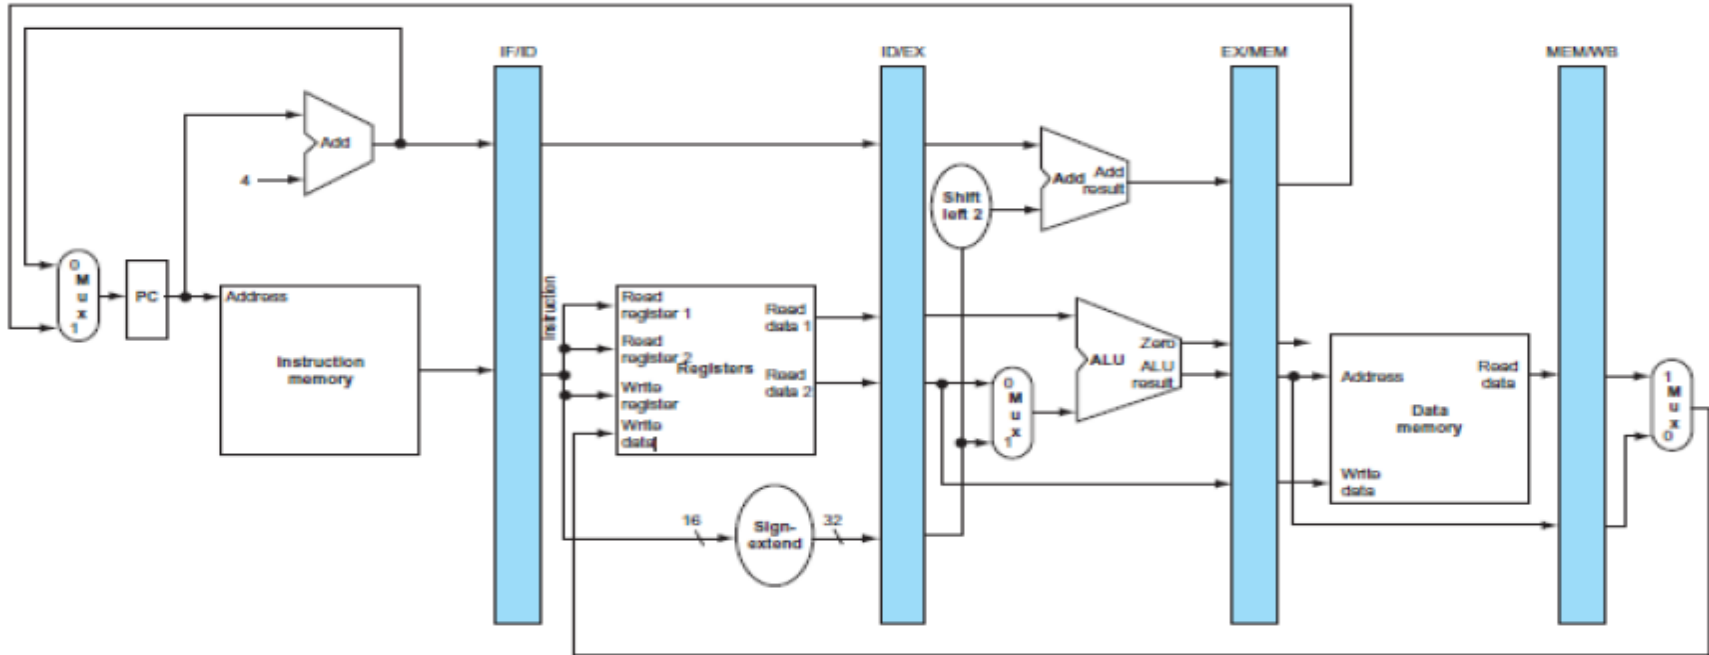 IF/ID
ID/EX
EX/MEM
MEM/WB
Add
4
Shift
left 2
Add
Add
result
0
M
u
x
1
PC
Address
Instruction
memory
Instruction
Read
register 1
Read
register 2
Registers
Write
register
Write
data
Read
data 1
Read
data 2
16
Sign-
extend
32
0
M
u
x
1
ALU
Zero
ALU
result
Address
Read
data
Data
memory
Write
data
1
M
u
x
0